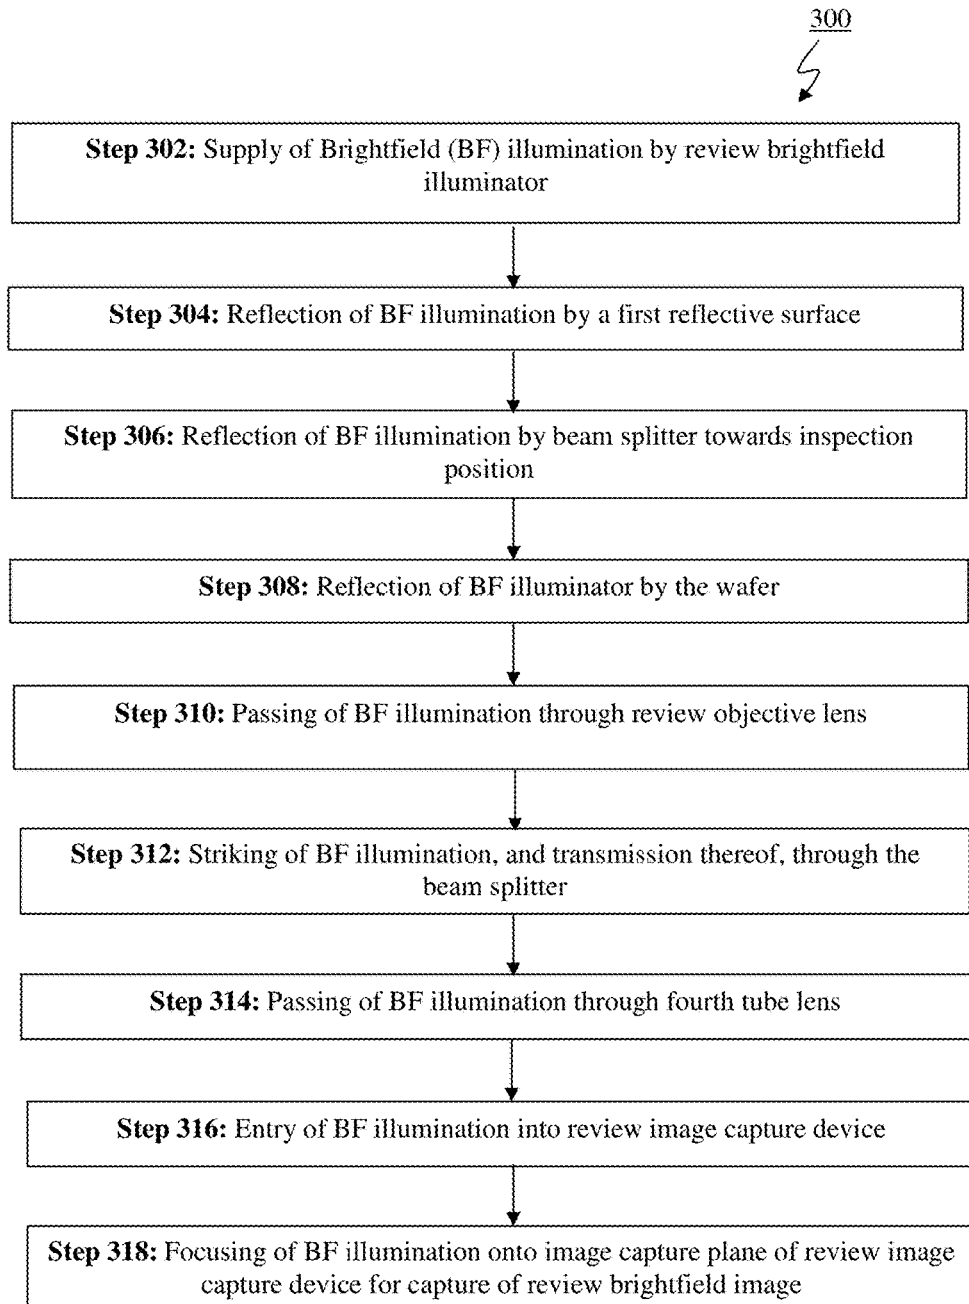 300
Step 302: Supply of Brightfield (BF) illumination by review brightfield
illuminator
Step 304: Reflection of BF illumination by a first reflective surface
Step 306: Reflection of BF illumination by beam splitter towards inspection
position
Step 308: Reflection of BF illuminator by the wafer
Step 310: Passing of BF illumination through review objective lens
Step 312: Striking of BF illumination, and transmission thereof, through the
beam splitter
Step 314: Passing of BF illumination through fourth tube lens
Step 316: Entry of BF illumination into review image capture device
Step 318: Focusing of BF illumination onto image capture plane of review image
capture device for capture of review brightfield image